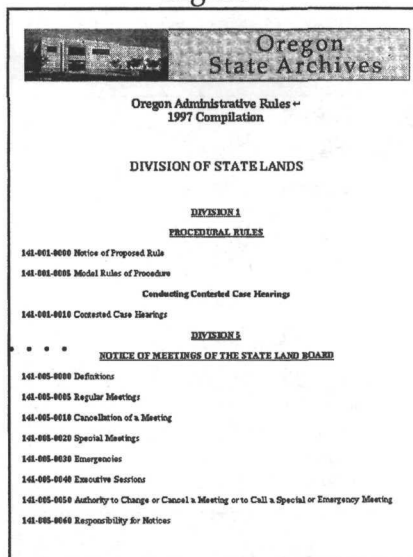 Oregon
State Archives
Oregon Administrative Rules ↵
1997 Compilation
DIVISION OF STATE LANDS
DIVISION 1
PROCEDURAL RULES
141-001-0000 Notice of Proposed Rule
141-001-0005 Model Rules of Procedure
Conducting Contested Case Hearings
141-001-0010 Contested Case Hearings
DIVISION 5
NOTICE OF MEETINGS OF THE STATE LAND BOARD
141-005-0000 Definitions
141-005-0005 Regular Meetings
141-005-0010 Cancellation of a Meeting
141-005-0020 Special Meetings
141-005-0030 Emergencies
141-005-0040 Executive Sessions
141-005-0050 Authority to Change or Cancel a Meeting or to Call a Special or Emergency Meeting
141-005-0060 Responsibility for Notices